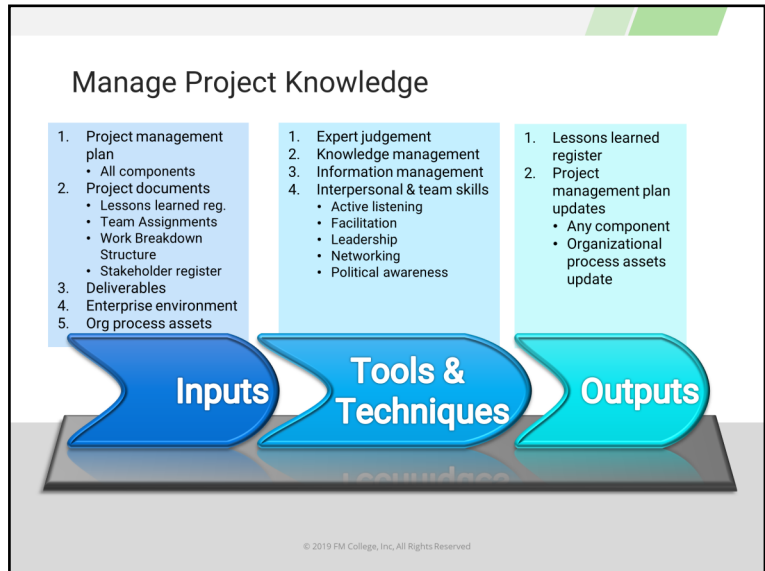 Manage Project Knowledge
1. Project management
plan
• All components
2. Project documents
• Lessons learned reg.
• Team Assignments
• Work Breakdown
Structure
• Stakeholder register
3. Deliverables
4. Enterprise environment
5. Org process assets
1. Expert judgement
2. Knowledge management
3. Information management
4. Interpersonal & team skills
• Active listening
• Facilitation
• Leadership
• Networking
• Political awareness
1. Lessons learned
register
2. Project
management plan
updates
• Any component
• Organizational
process assets
update
Inputs
Tools &
Techniques
Outputs
© 2019 FM College, Inc, All Rights Reserved